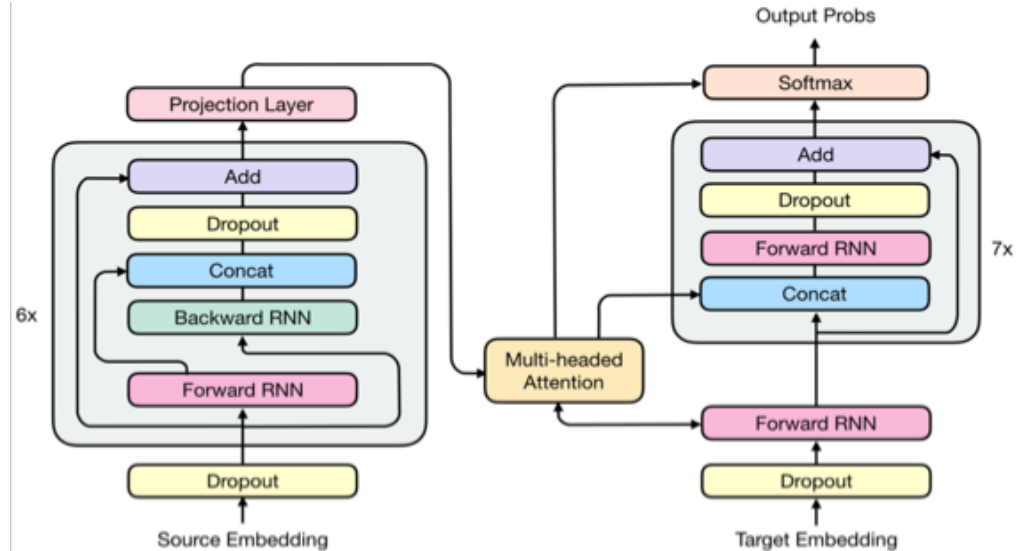 Output Probs
Softmax
Projection Layer
Add
Add
Dropout
Dropout
Forward RNN
7x
Concat
Concat
Backward RNN
6x
Multi-headed
Attention
Forward RNN
Forward RNN
Dropout
Dropout
Source Embedding
Target Embedding